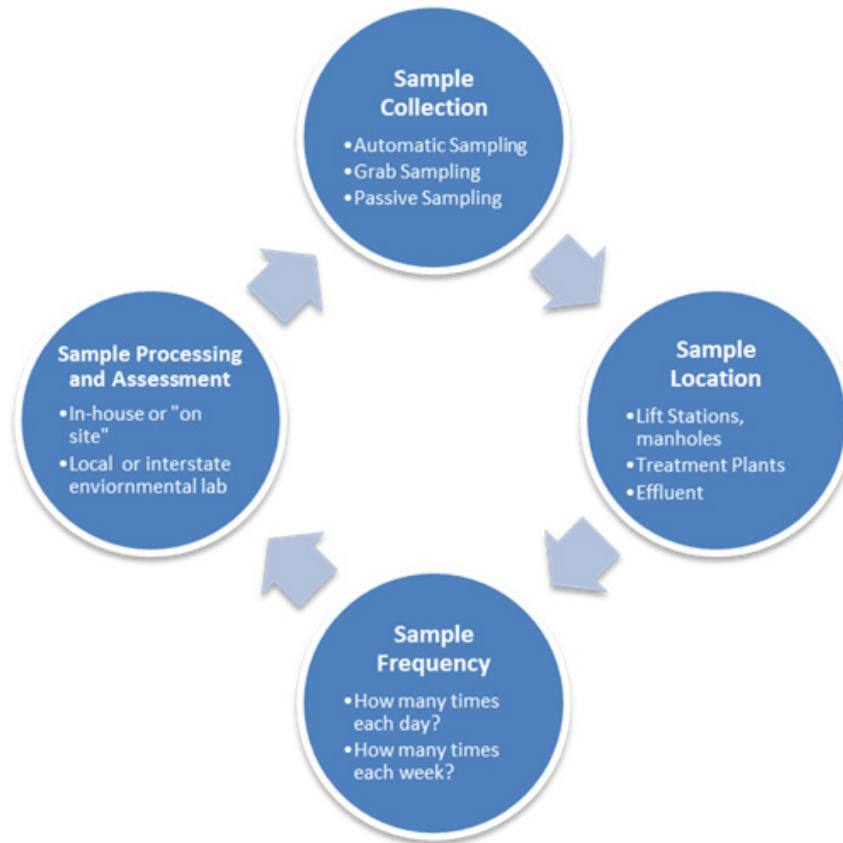 Sample
Collection
•Automatic Sampling
•Grab Sampling
•Passive Sampling
Sample
Location
•Lift Stations,
manholes
•Treatment Plants
•Effluent
Sample
Frequency
•How many times
each day?
•How many times
each week?
Sample Processing
and Assessment
•In-house or "on
site"
•Local or interstate
enviornmental lab